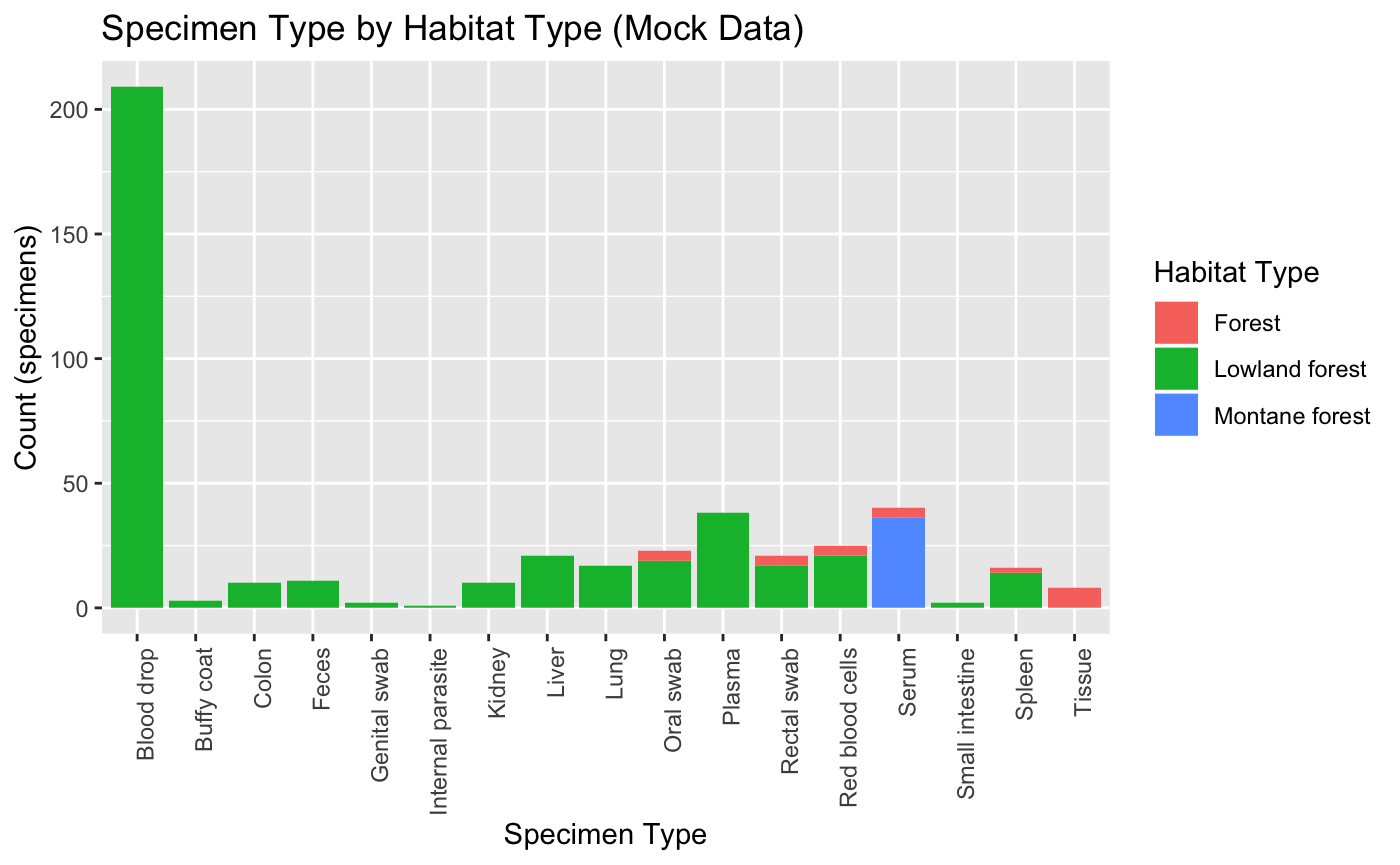 Specimen Type by Habitat Type (Mock Data)
Count (specimens)
200
150
100
50
0
Blood drop
Buffy coat
Colon
Feces
Genital swab
Internal parasite
Kidney
Liver
Lung
Oral swab
Plasma
Rectal swab
Red blood cells
Serum
Small intestine
Spleen
Tissue
Specimen Type
Habitat Type
Forest
Lowland forest
Montane forest